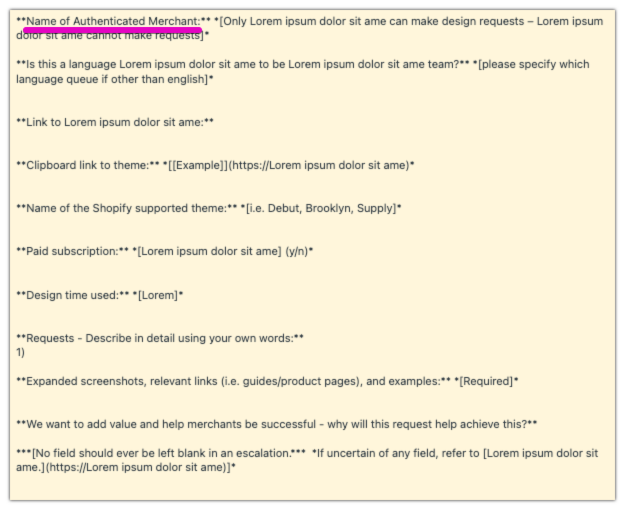 **Name of Authenticated Merchant:** *[Only Lorem ipsum dolor sit ame can make design requests – Lorem ipsum
dolor sit ame cannot make requests]*
**Is this a language Lorem ipsum dolor sit ame to be Lorem ipsum dolor sit ame team?** *[please specify which
language queue if other than english]*
**Link to Lorem ipsum dolor sit ame:**
**Clipboard link to theme:** *[[Example]](https://Lorem ipsum dolor sit ame)*
**Name of the Shopify supported theme:** *[i.e. Debut, Brooklyn, Supply]*
**Paid subscription:** *[Lorem ipsum dolor sit ame] (y/n)*
**Design time used:** *[Lorem]*
**Requests - Describe in detail using your own words:**
1)
**Expanded screenshots, relevant links (i.e. guides/product pages), and examples:** *[Required]*
**We want to add value and help merchants be successful - why will this request help achieve this?**
***[No field should ever be left blank in an escalation.*** *If uncertain of any field, refer to [Lorem ipsum dolor sit
ame.](https://Lorem ipsum dolor sit ame)]*